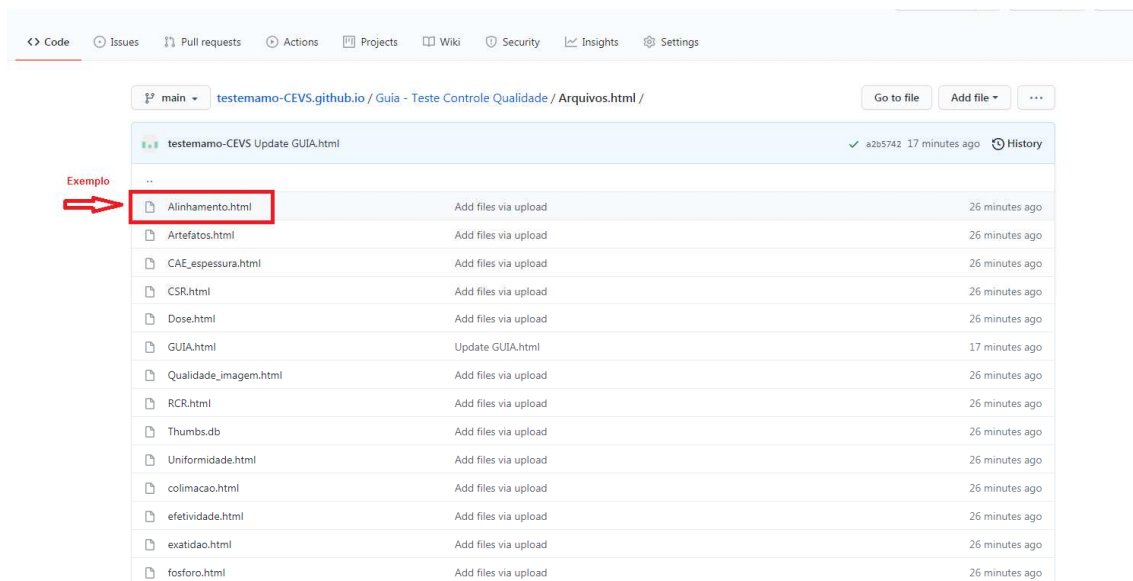 <> Code Issues Pull requests Actions Projects Wiki Security Insights Settings
main testemamo-CEVS.github.io / Guia - Teste Controle Qualidade / Arquivos.html / Go to file Add file ...
testemamo-CEVS Update GUIA.html a2b5742 17 minutes ago History
Exemplo ..
Alinhamento.html Add files via upload 26 minutes ago
Artefatos.html Add files via upload 26 minutes ago
CAE_espessura.html Add files via upload 26 minutes ago
CSR.html Add files via upload 26 minutes ago
Dose.html Add files via upload 26 minutes ago
GUIA.html Update GUIA.html 17 minutes ago
Qualidade_imagem.html Add files via upload 26 minutes ago
RCR.html Add files via upload 26 minutes ago
Thumbs.db Add files via upload 26 minutes ago
Uniformidade.html Add files via upload 26 minutes ago
colimacao.html Add files via upload 26 minutes ago
efetividade.html Add files via upload 26 minutes ago
exatidao.html Add files via upload 26 minutes ago
fosforo.html Add files via upload 26 minutes ago